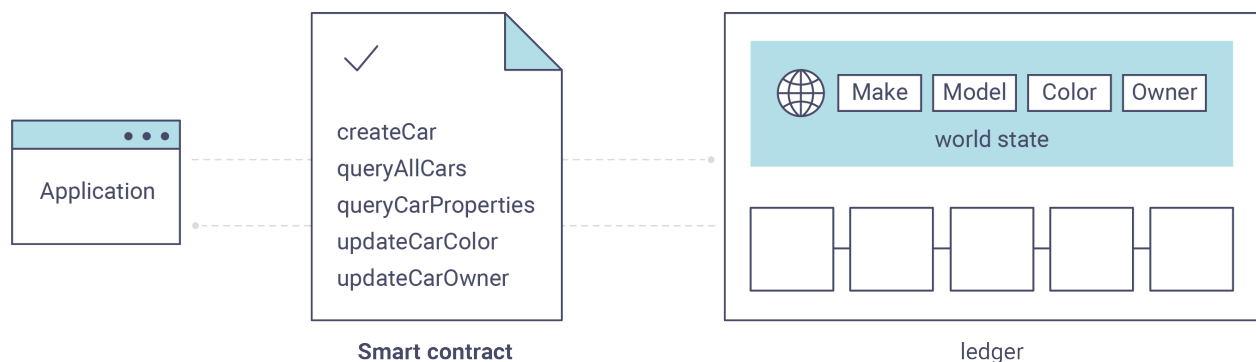 Application
createCar
queryAllCars
queryCarProperties
updateCarColor
updateCarOwner
Smart contract
Make Model Color Owner
world state
ledger